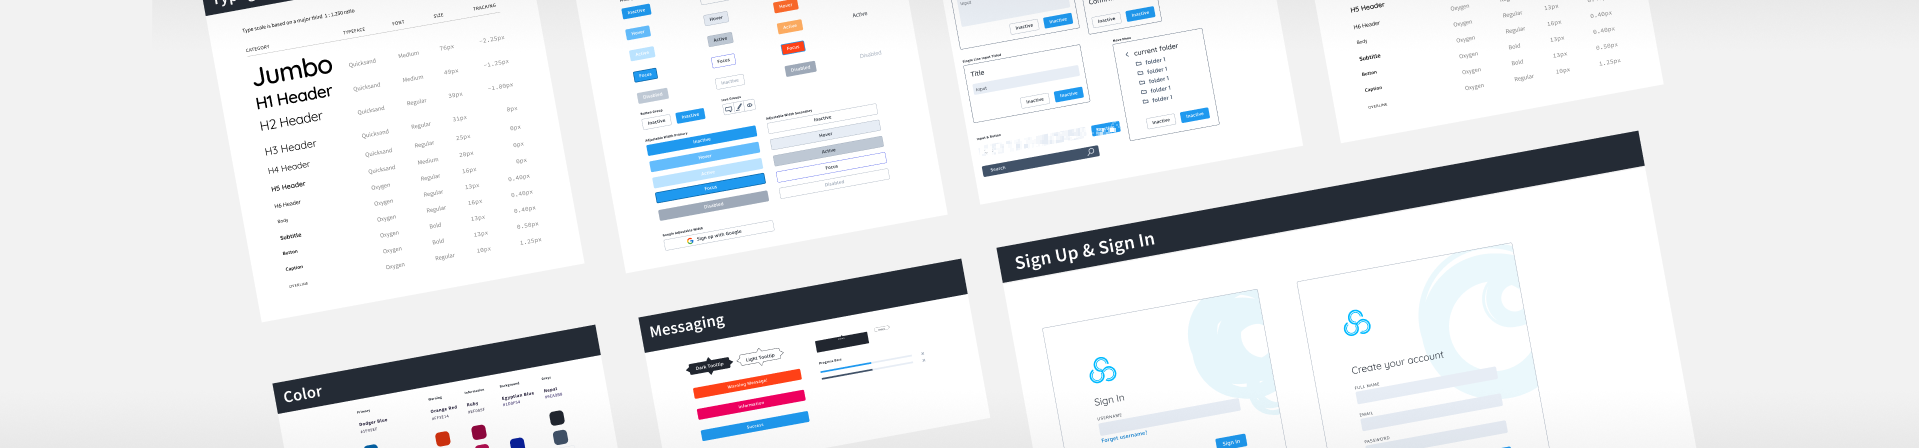 Type scale is based on a major third 1 : 1.250 ratio
CATEGORY TYPEFACE FONT SIZE TRACKING
Jumbo Quicksand Medium 76px -2.25px
H1 Header Quicksand Medium 49px -1.25px
H2 Header Quicksand Regular 39px -1.00px
H3 Header Quicksand Regular 31px 0px
H4 Header Quicksand Regular 25px 0px
H5 Header Oxygen Medium 20px 0px
H6 Header Oxygen Regular 16px 0px
Body Oxygen Regular 13px 0.40px
Subtitle Oxygen Regular 16px 0.40px
Button Oxygen Bold 13px 0.40px
Caption Oxygen Bold 13px 0.50px
OVERLINE Oxygen Regular 10px 1.25px
Inactive
Hover
Active
Focus
Disabled
Hover
Active
Focus
Inactive
Hover
Active
Focus
Disabled
Active
Disabled
Button Group
Inactive Inactive
Icon Groups
Adjustable Width Primary
Inactive
Hover
Active
Focus
Disabled
Adjustable Width Secondary
Inactive
Hover
Active
Focus
Disabled
Google Adjustable Width
Sign up with Google
Input
Inactive Inactive
Inactive Inactive
Single Line Input Modal
Title
Input
Inactive Inactive
Move Menu
current folder
folder 1
folder 1
folder 1
folder 1
folder 1
Inactive Inactive
Search
H5 Header Oxygen Regular 13px 0.40px
H6 Header Oxygen Regular 16px 0.40px
Body Oxygen Bold 13px 0.40px
Subtitle Oxygen Bold 13px 0.50px
Button Oxygen Regular 10px 1.25px
Caption Oxygen
OVERLINE
Color
Primary
Dodger Blue
Warning
Orange Red
Information
Ruby
Background
Egyptian Blue
Messaging
Dark Tooltip Light Tooltip
Warning Message!
Information
Success
Progress Bars
Sign Up & Sign In
Sign In
USERNAME
Forgot username?
Sign In
Create your account
FULL NAME
EMAIL
PASSWORD